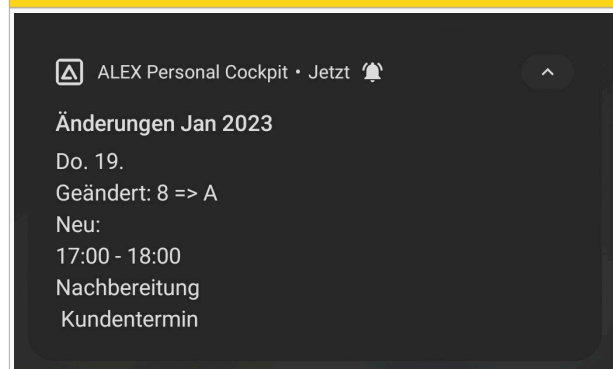 ALEX Personal Cockpit • Jetzt
Änderungen Jan 2023
Do. 19.
Geändert: 8 => A
Neu:
17:00 - 18:00
Nachbereitung
Kundentermin